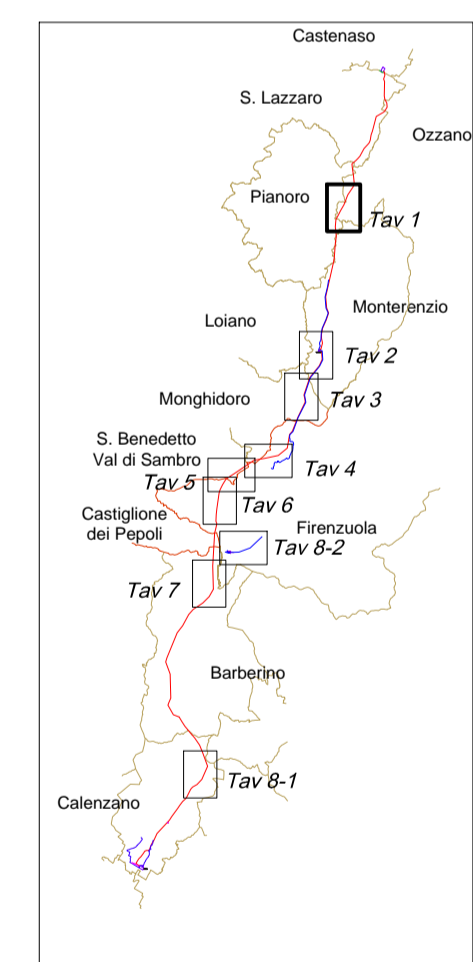 Castenaso
S. Lazzaro
Ozzano
Pianoro
Tav 1
Monterenzio
Loiano
Tav 2
Monghidoro
Tav 3
S. Benedetto
Val di Sambro
Tav 4
Tav 5
Tav 6
Castiglione
dei Pepoli
Firenzuola
Tav 8-2
Tav 7
Barberino
Tav 8-1
Calenzano